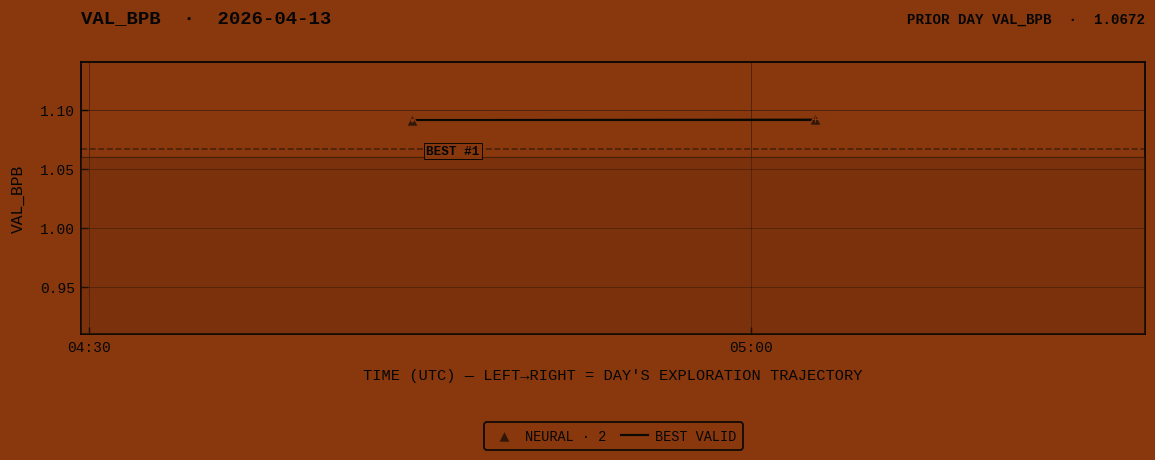 VAL_BPB · 2026-04-13
PRIOR DAY VAL_BPB · 1.0672
1.10
1.05
1.00
0.95
VAL_BPB
BEST #1
04:30
05:00
TIME (UTC) — LEFT→RIGHT = DAY'S EXPLORATION TRAJECTORY
▲ NEURAL · 2 BEST VALID